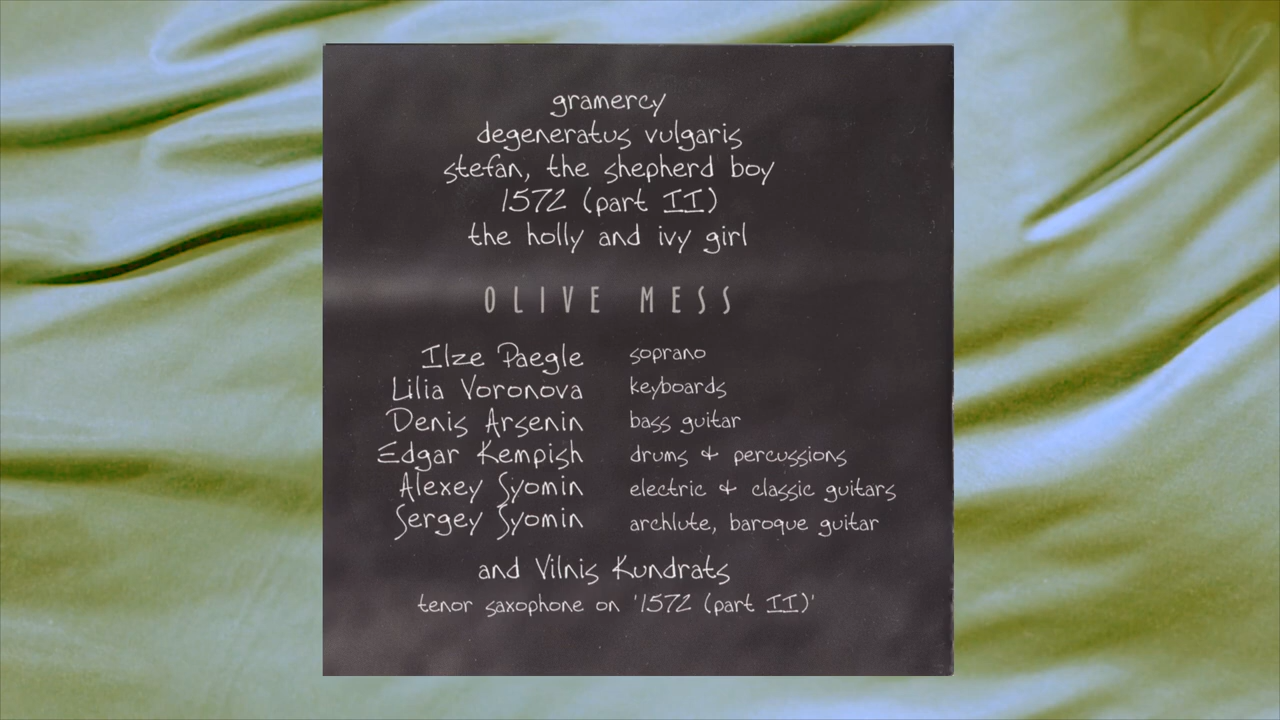 gramercy
degeneratus vulgaris
stefan, the shepherd boy
1572 (part II)
the holly and ivy girl
OLIVE MESS
Ilze Paegle soprano
Lilia Voronova keyboards
Denis Arsenin bass guitar
Edgar Kempish drums & percussions
Alexey Syomin electric & classic guitars
Sergey Syomin archlute, baroque guitar
and Vilnis Kundrats
tenor saxophone on '1572 (part II)'